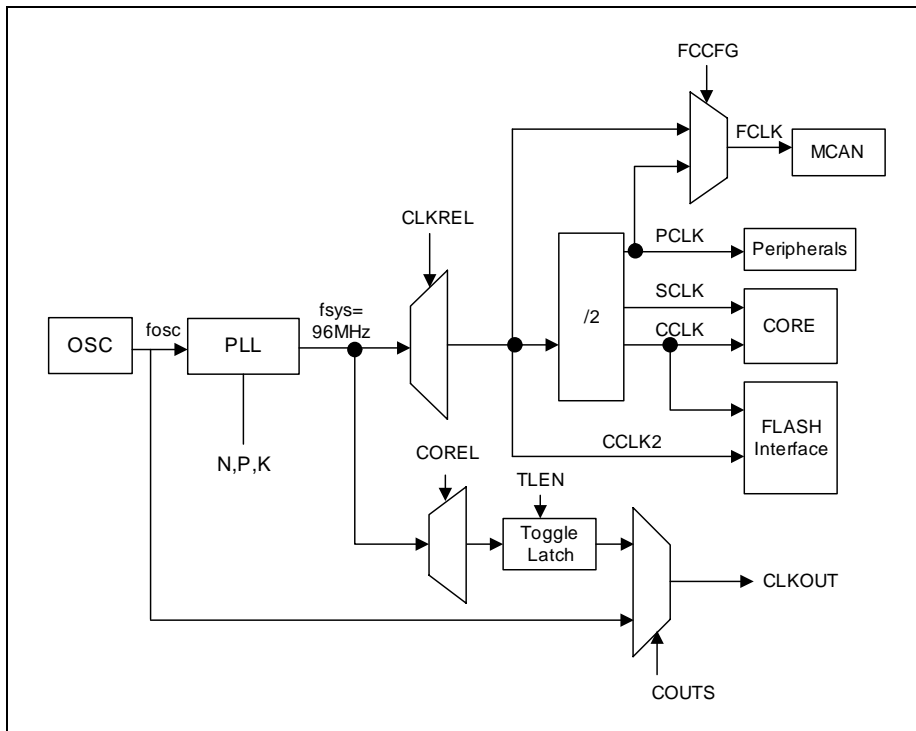 FCCFG
FCLK
MCAN
CLKREL
PCLK
Peripherals
SCLK
fsys=
96MHz
fosc
OSC
PLL
/2
CCLK
CORE
FLASH
Interface
CCLK2
N,P,K
COREL
TLEN
Toggle
Latch
CLKOUT
COUTS